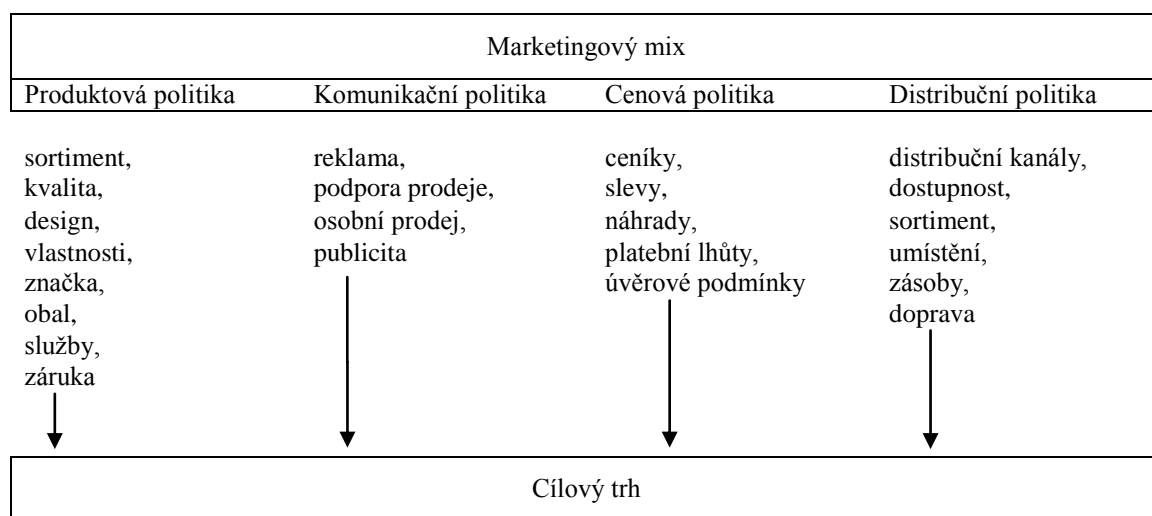 Marketingový mix
Produktová politika Komunikační politika Cenová politika Distribuční politika
sortiment,
kvalita,
design,
vlastnosti,
značka,
obal,
služby,
záruka
reklama,
podpora prodeje,
osobní prodej,
publicita
ceníky,
slevy,
náhrady,
platební lhůty,
úvěrové podmínky
distribuční kanály,
dostupnost,
sortiment,
umístění,
zásoby,
doprava
Cílový trh